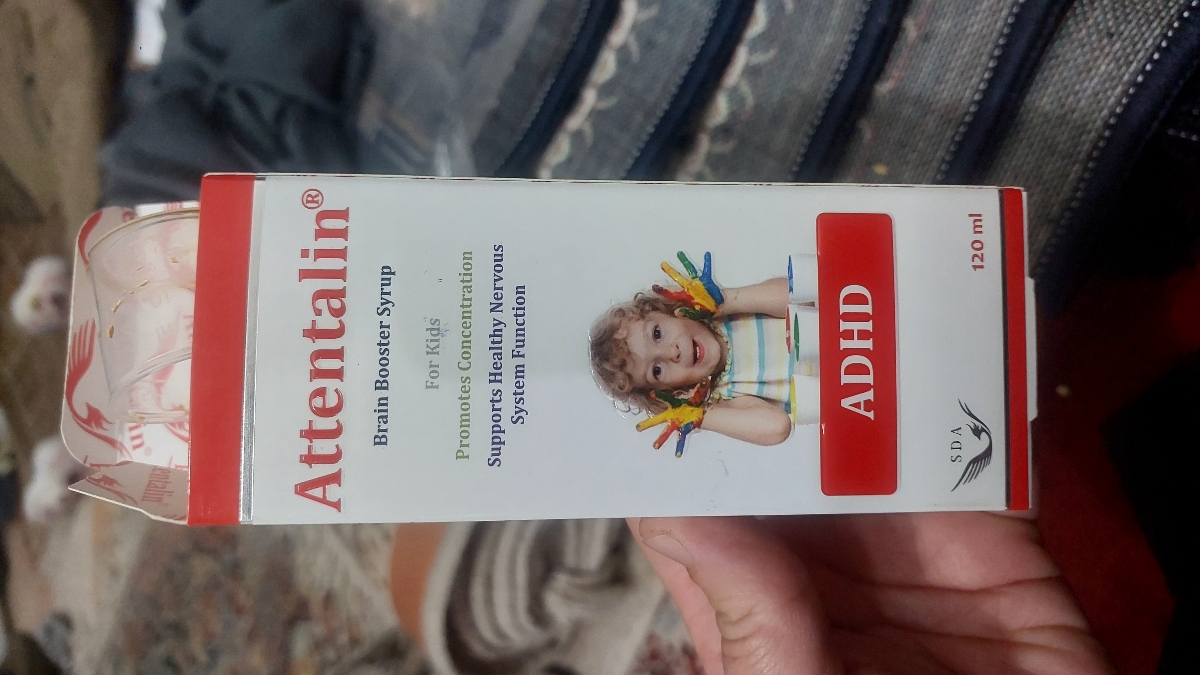 Attentalin®
Brain Booster Syrup
For Kids
Promotes Concentration
Supports Healthy Nervous
System Function
ADHD
SDA
120 ml